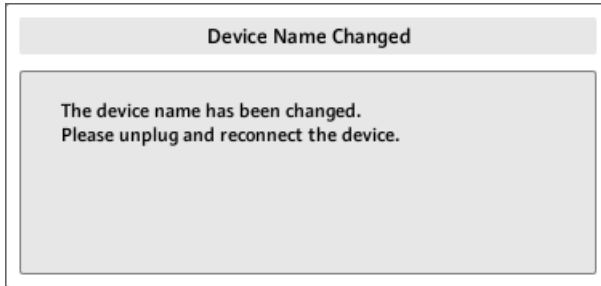 Device Name Changed
The device name has been changed.
Please unplug and reconnect the device.